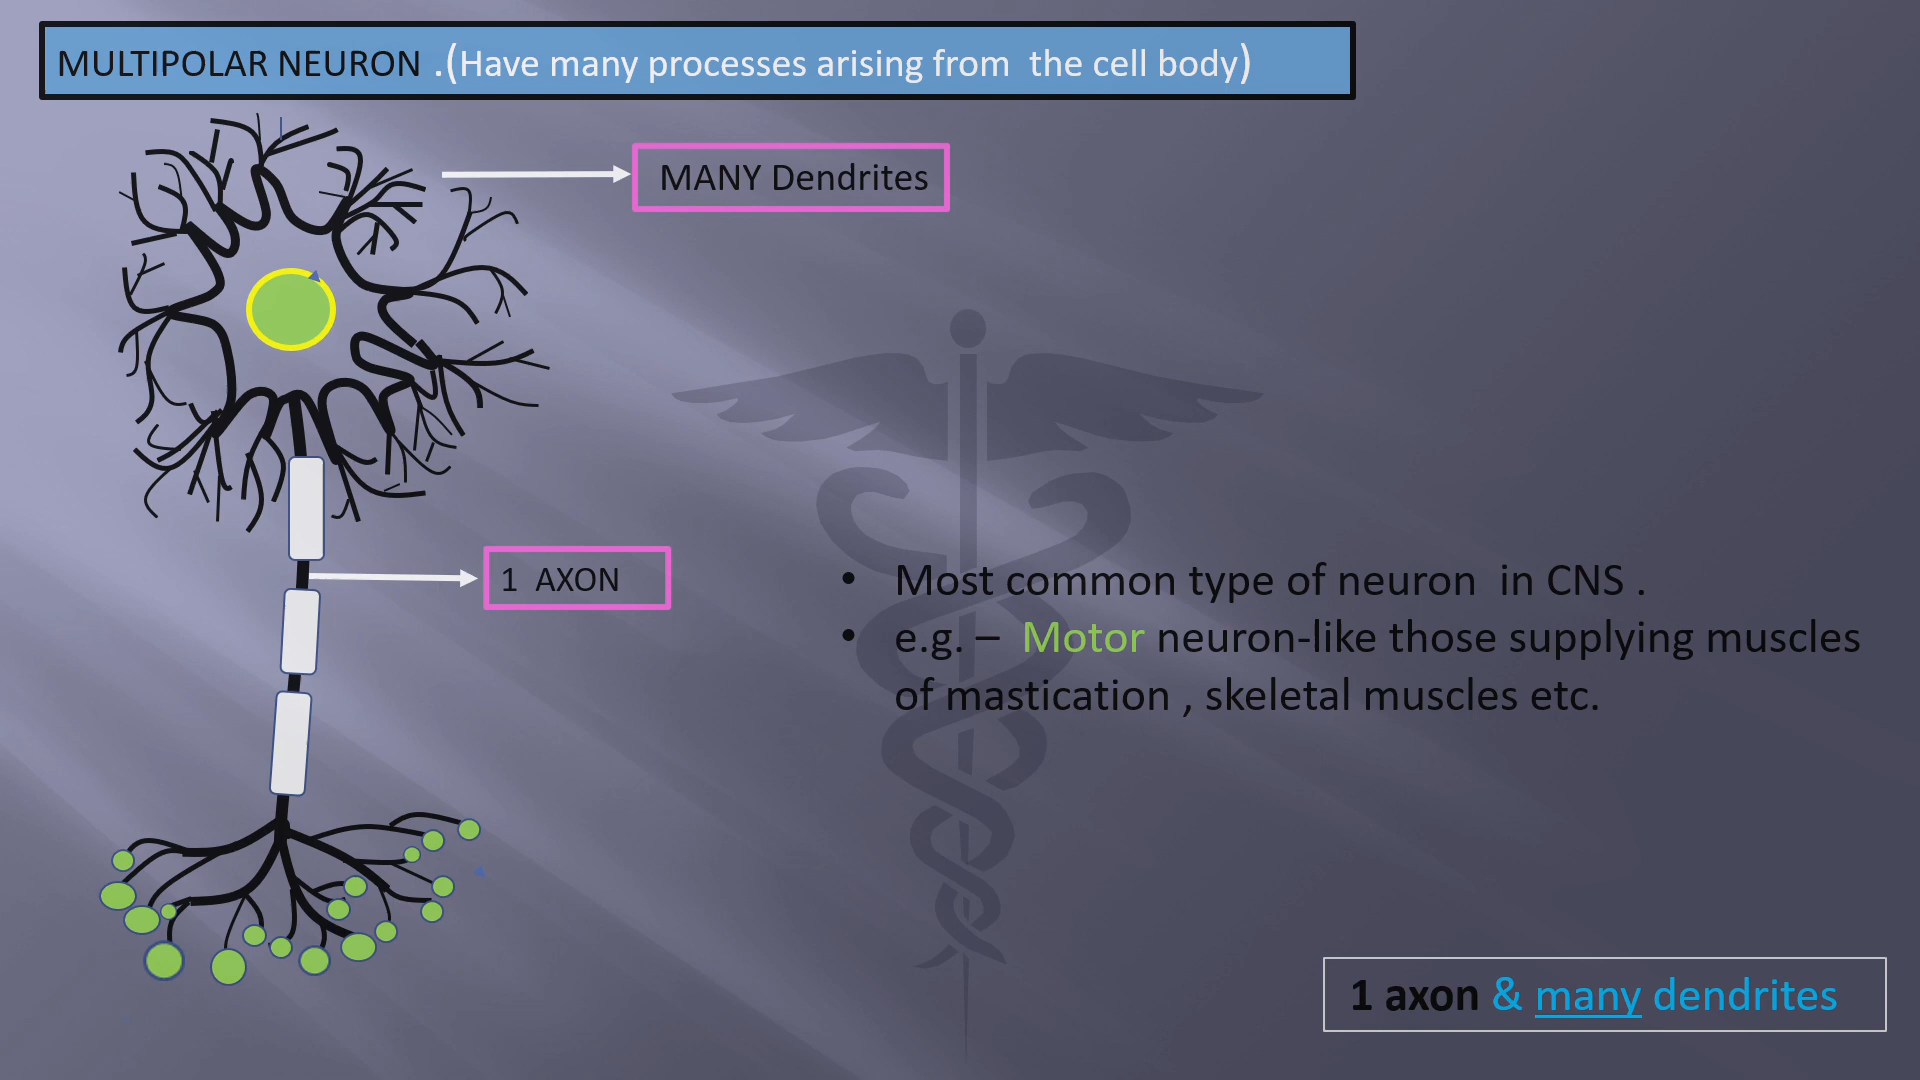 MULTIPOLAR NEURON .(Have many processes arising from the cell body)
MANY Dendrites
1 AXON
• Most common type of neuron in CNS .
• e.g. – Motor neuron-like those supplying muscles
of mastication , skeletal muscles etc.
1 axon & many dendrites